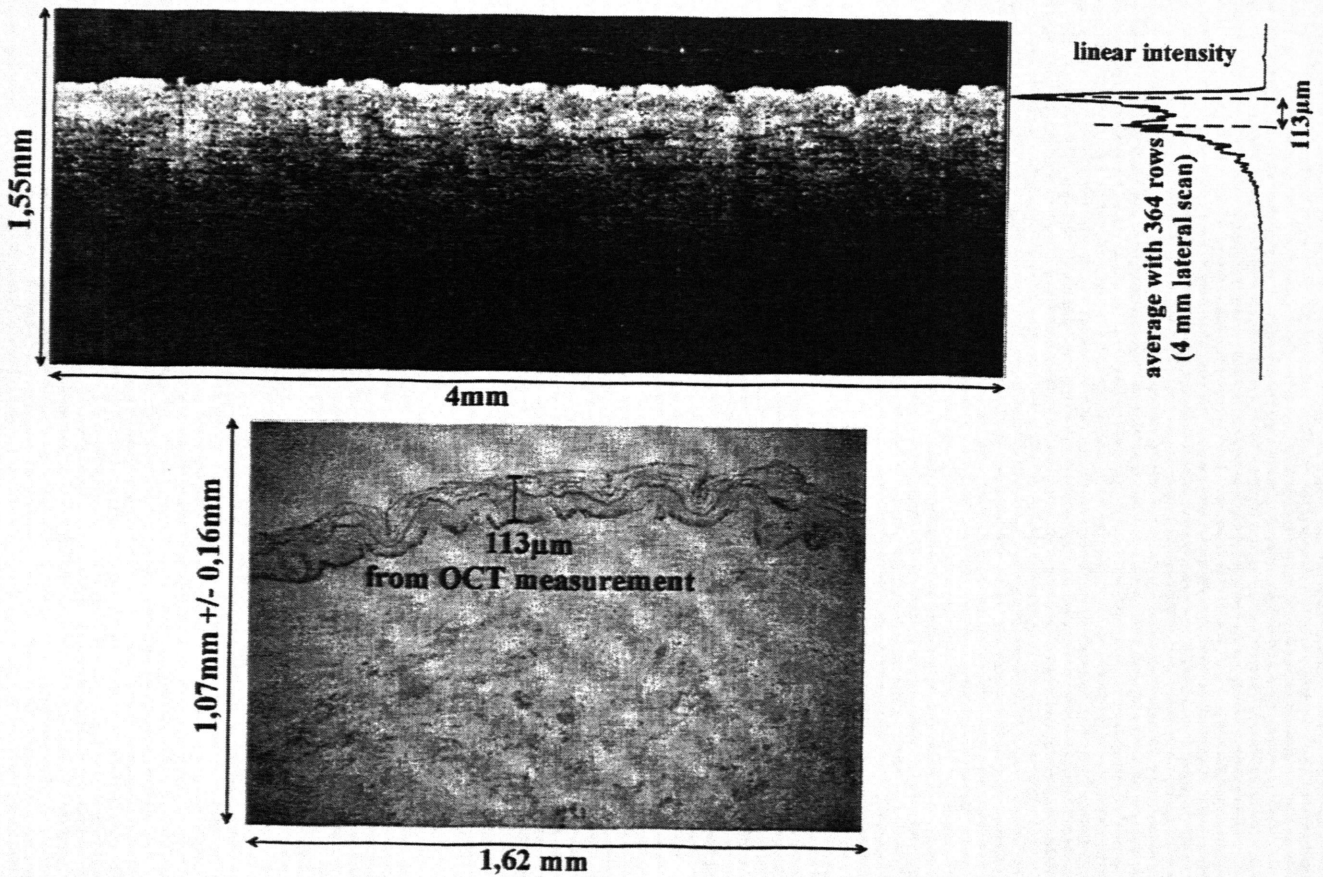 1,55mm
4mm
linear intensity
113µm
average with 364 rows
(4 mm lateral scan)
1,07mm +/- 0,16mm
113µm
from OCT measurement
1,62 mm